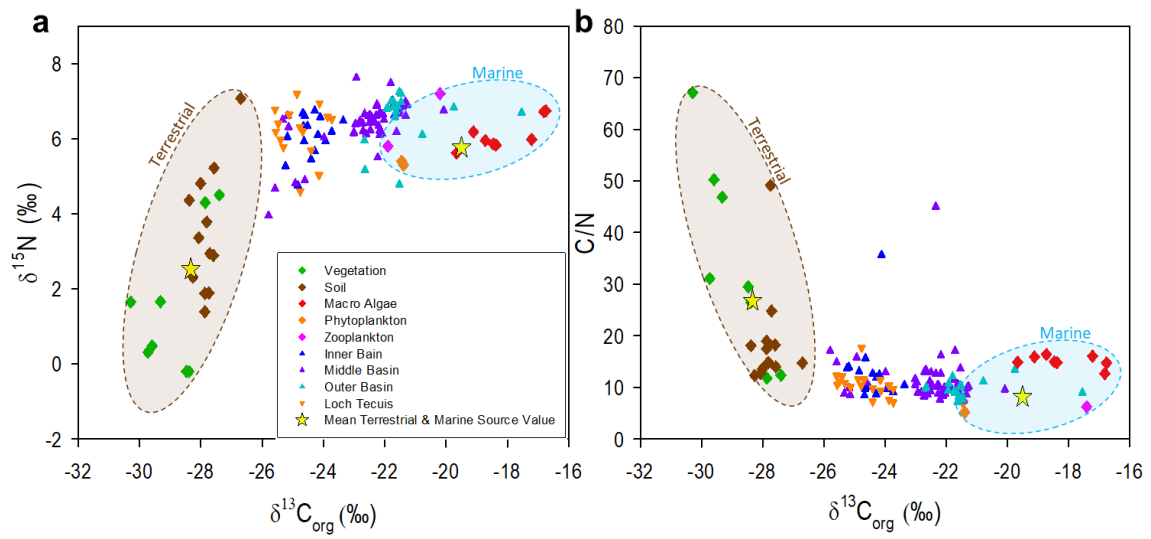 a
b
8
6
4
2
0
-2
δ¹⁵N (‰)
Terrestrial
Marine
Vegetation
Soil
Macro Algae
Phytoplankton
Zooplankton
Inner Bain
Middle Basin
Outer Basin
Loch Tecuis
Mean Terrestrial & Marine Source Value
-32 -30 -28 -26 -24 -22 -20 -18 -16
δ¹³Corg (‰)
80
70
60
50
40
30
20
10
0
C/N
Terrestrial
Marine
-32 -30 -28 -26 -24 -22 -20 -18 -16
δ¹³Corg (‰)